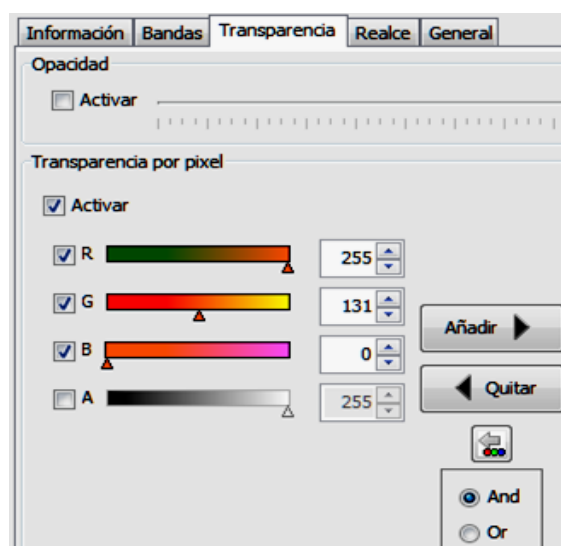 Información Bandas Transparencia Realce General
Opacidad
Activar
Transparencia por pixel
Activar
R 255
G 131
Añadir
B 0
Quitar
A 255
And
Or